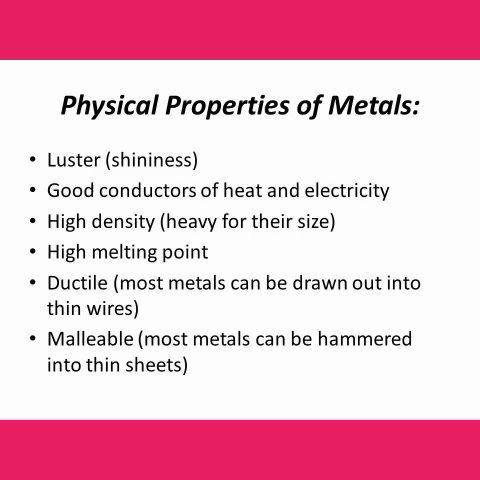 Physical Properties of Metals:
• Luster (shininess)
• Good conductors of heat and electricity
• High density (heavy for their size)
• High melting point
• Ductile (most metals can be drawn out into
thin wires)
• Malleable (most metals can be hammered
into thin sheets)